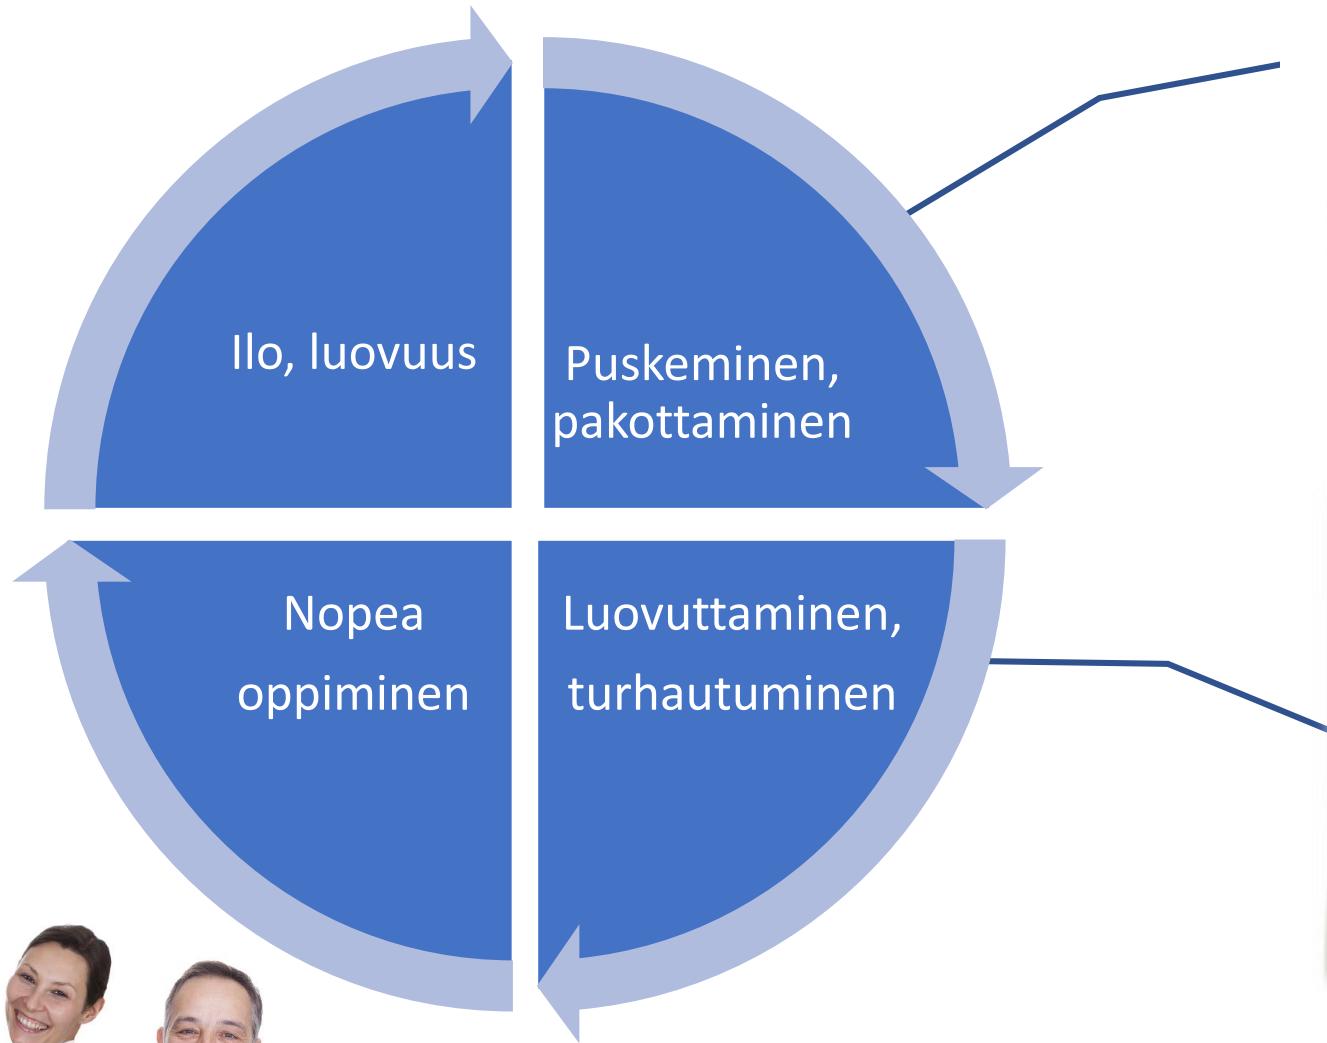 Ilo, luovuus
Puskeminen,
pakottaminen
Nopea
oppiminen
Luovuttaminen,
turhautuminen